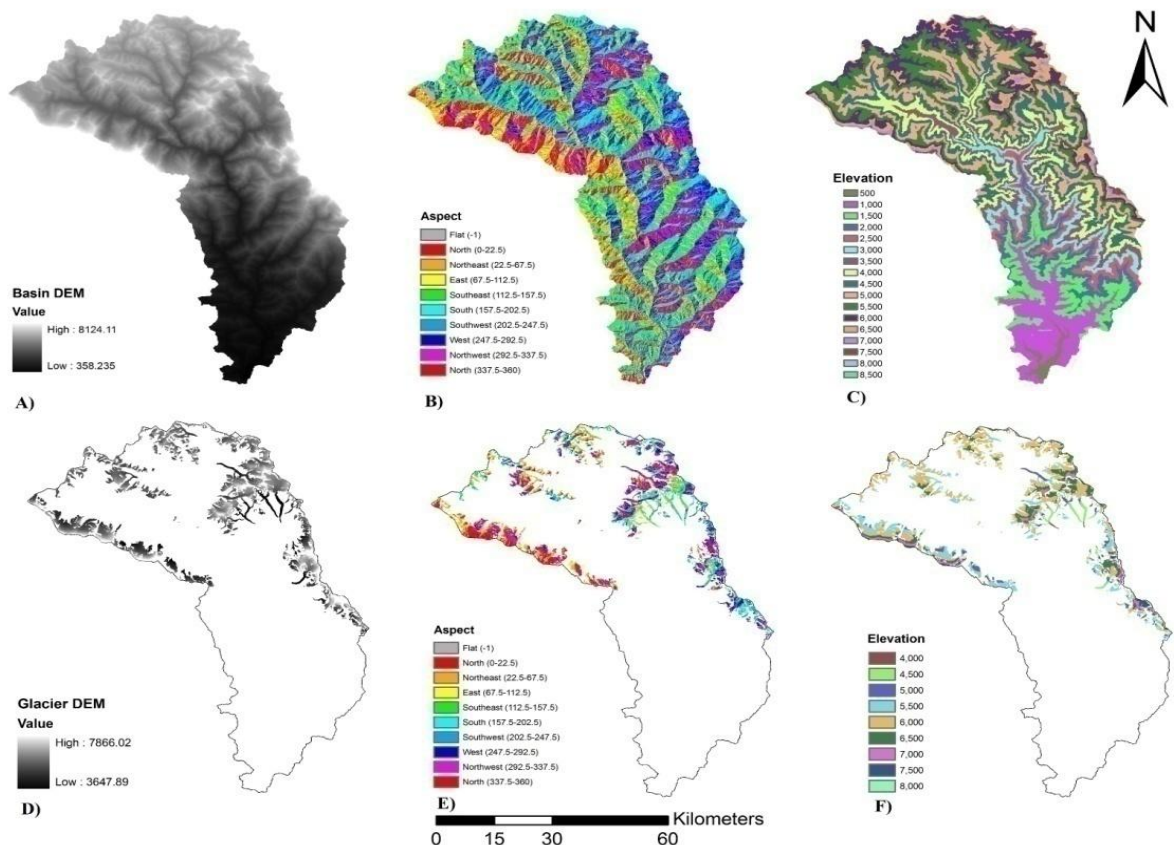 N
Basin DEM
Value
High : 8124.11
Low : 358.235
A)
Aspect
Flat (-1)
North (0-22.5)
Northeast (22.5-67.5)
East (67.5-112.5)
Southeast (112.5-157.5)
South (157.5-202.5)
Southwest (202.5-247.5)
West (247.5-292.5)
Northwest (292.5-337.5)
North (337.5-360)
B)
Elevation
500
1,000
1,500
2,000
2,500
3,000
3,500
4,000
4,500
5,000
5,500
6,000
6,500
7,000
7,500
8,000
8,500
C)
Glacier DEM
Value
High : 7866.02
Low : 3647.89
D)
Aspect
Flat (-1)
North (0-22.5)
Northeast (22.5-67.5)
East (67.5-112.5)
Southeast (112.5-157.5)
South (157.5-202.5)
Southwest (202.5-247.5)
West (247.5-292.5)
Northwest (292.5-337.5)
North (337.5-360)
E)
Elevation
4,000
4,500
5,000
5,500
6,000
6,500
7,000
7,500
8,000
F)
Kilometers
0 15 30 60